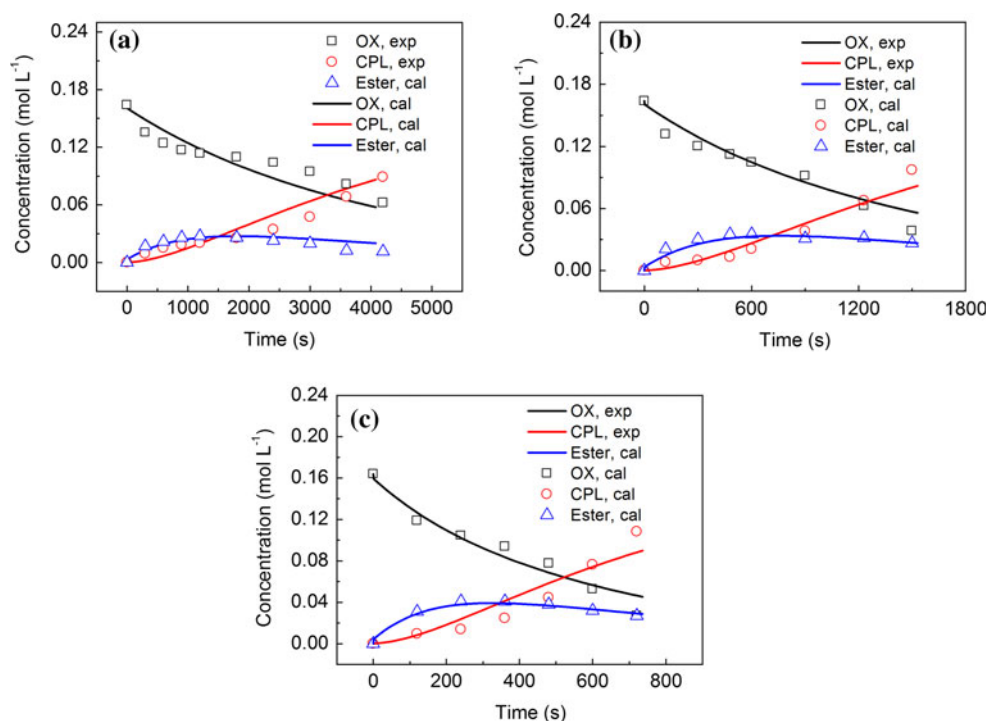 (a)
OX, exp
CPL, exp
Ester, cal
OX, cal
CPL, cal
Ester, cal
Concentration (mol L-1)
0.24
0.18
0.12
0.06
0.00
0 1000 2000 3000 4000 5000
Time (s)
(b)
OX, exp
CPL, exp
Ester, cal
OX, cal
CPL, cal
Ester, cal
Concentration (mol L-1)
0.24
0.18
0.12
0.06
0.00
0 600 1200 1800
Time (s)
(c)
OX, exp
CPL, exp
Ester, cal
OX, cal
CPL, cal
Ester, cal
Concentration (mol L-1)
0.24
0.20
0.16
0.12
0.08
0.04
0.00
0 200 400 600 800
Time (s)